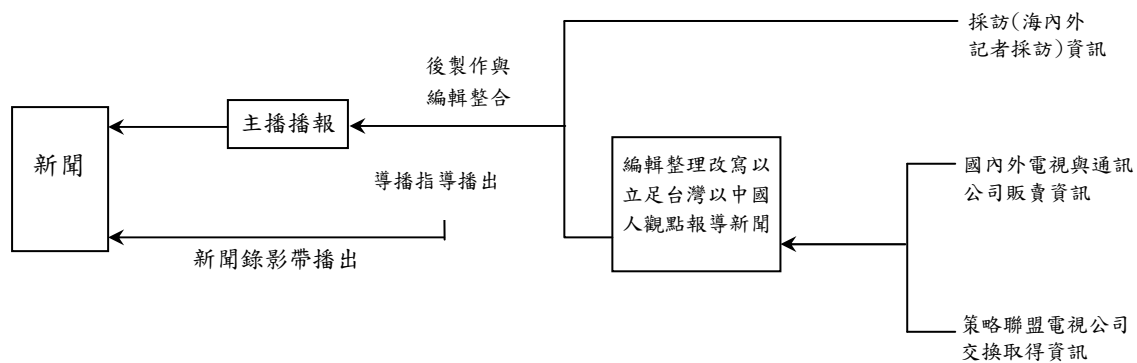 採訪(海內外
記者採訪)資訊
後製作與
編輯整合
主播播報
新聞
導播指導播出
新聞錄影帶播出
編輯整理改寫以
立足台灣以中國
人觀點報導新聞
國內外電視與通訊
公司販賣資訊
策略聯盟電視公司
交換取得資訊